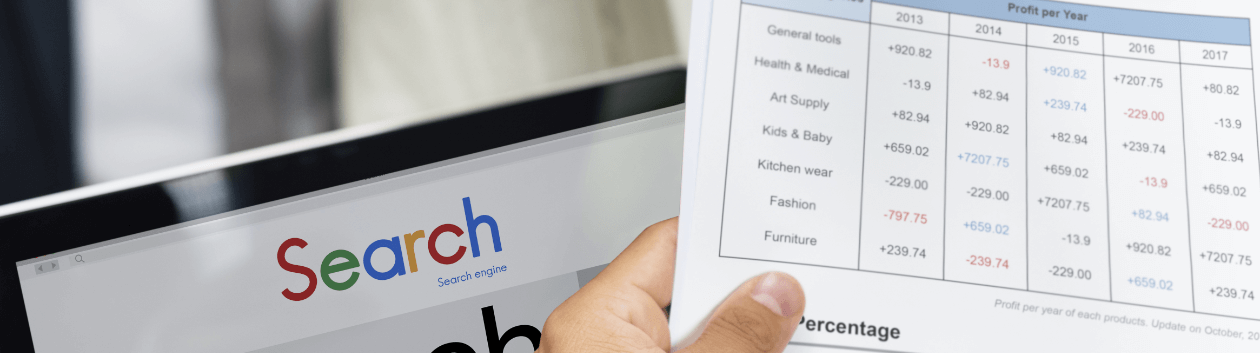 Search
Search engine
Profit per Year
2013 2014 2015 2016 2017
General tools +920.82 -13.9 +920.82 +7207.75 +80.82
Health & Medical -13.9 +82.94 +239.74 -229.00 -13.9
Art Supply +82.94 +920.82 +82.94 +239.74 +82.94
Kids & Baby +659.02 +7207.75 +659.02 -13.9 +659.02
Kitchen wear -229.00 -229.00 +7207.75 +82.94 -229.00
Fashion -797.75 +659.02 -13.9 +920.82 +7207.75
Furniture +239.74 -239.74 -229.00 +659.02 +239.74
Profit per year of each products. Update on October,
Percentage